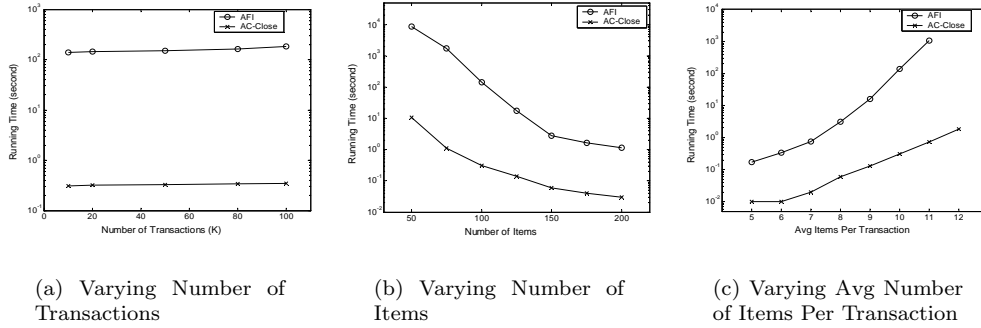 10^3
10^2
10^1
10^0
10^-1
Running Time (second)
20
40
60
80
100
Number of Transactions (K)
AFI
AC-Close
10^4
10^3
10^2
10^1
10^0
10^-1
10^-2
Running Time (second)
50
100
150
200
Number of Items
AFI
AC-Close
10^4
10^3
10^2
10^1
10^0
10^-1
10^-2
Running Time (second)
5
6
7
8
9
10
11
12
Avg Items Per Transaction
AFI
AC-Close
(a) Varying Number of
Transactions
(b) Varying Number of
Items
(c) Varying Avg Number
of Items Per Transaction